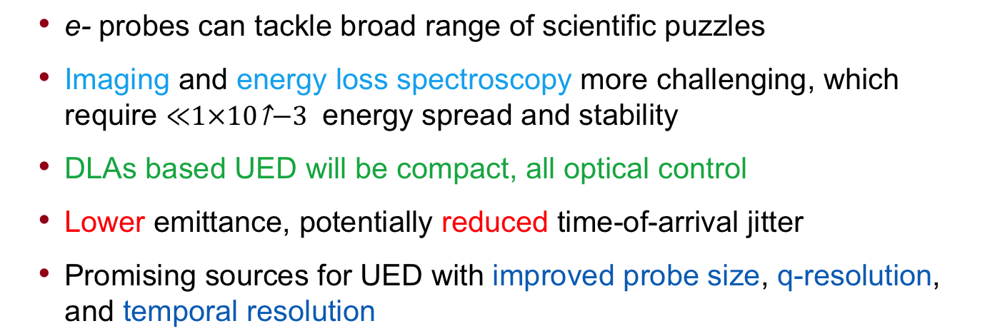 • e- probes can tackle broad range of scientific puzzles
• Imaging and energy loss spectroscopy more challenging, which
require ≪1×10↑−3 energy spread and stability
• DLAs based UED will be compact, all optical control
• Lower emittance, potentially reduced time-of-arrival jitter
• Promising sources for UED with improved probe size, q-resolution,
and temporal resolution